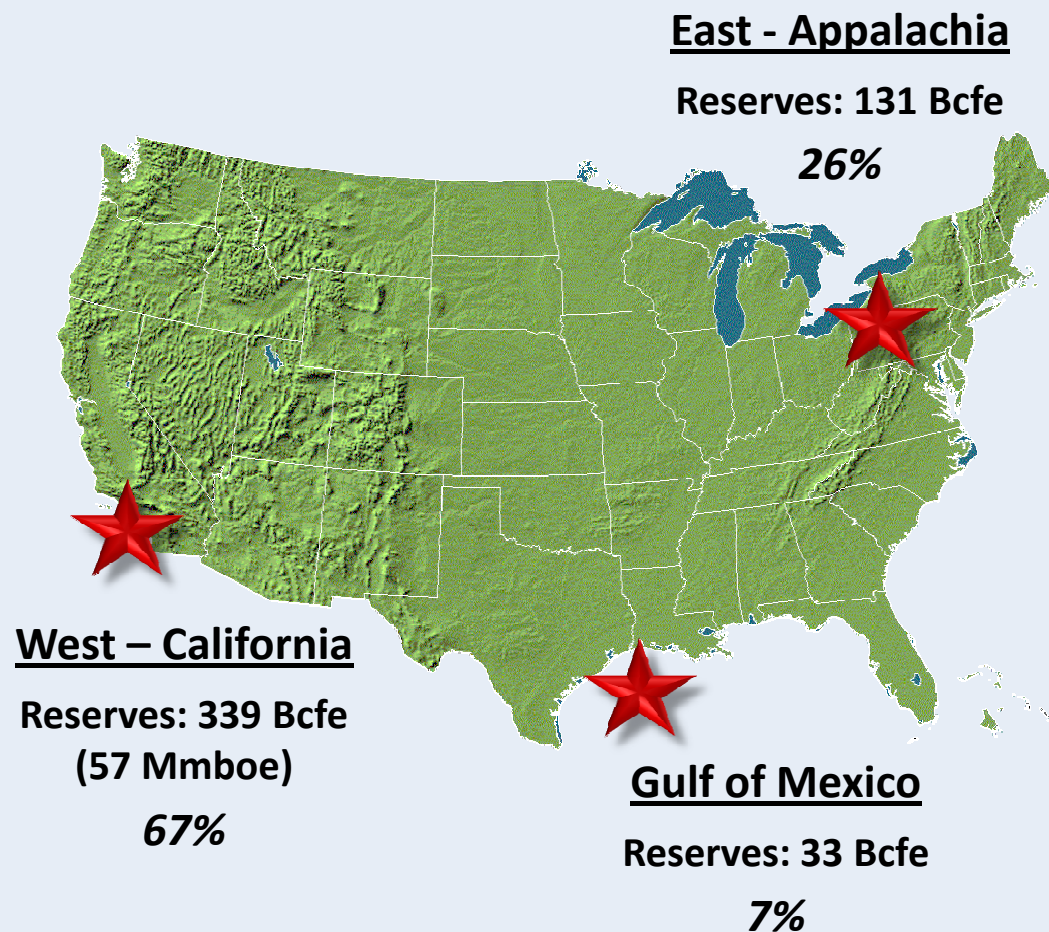 East - Appalachia
Reserves: 131 Bcfe
26%
West – California
Reserves: 339 Bcfe
(57 Mmboe)
67%
Gulf of Mexico
Reserves: 33 Bcfe
7%